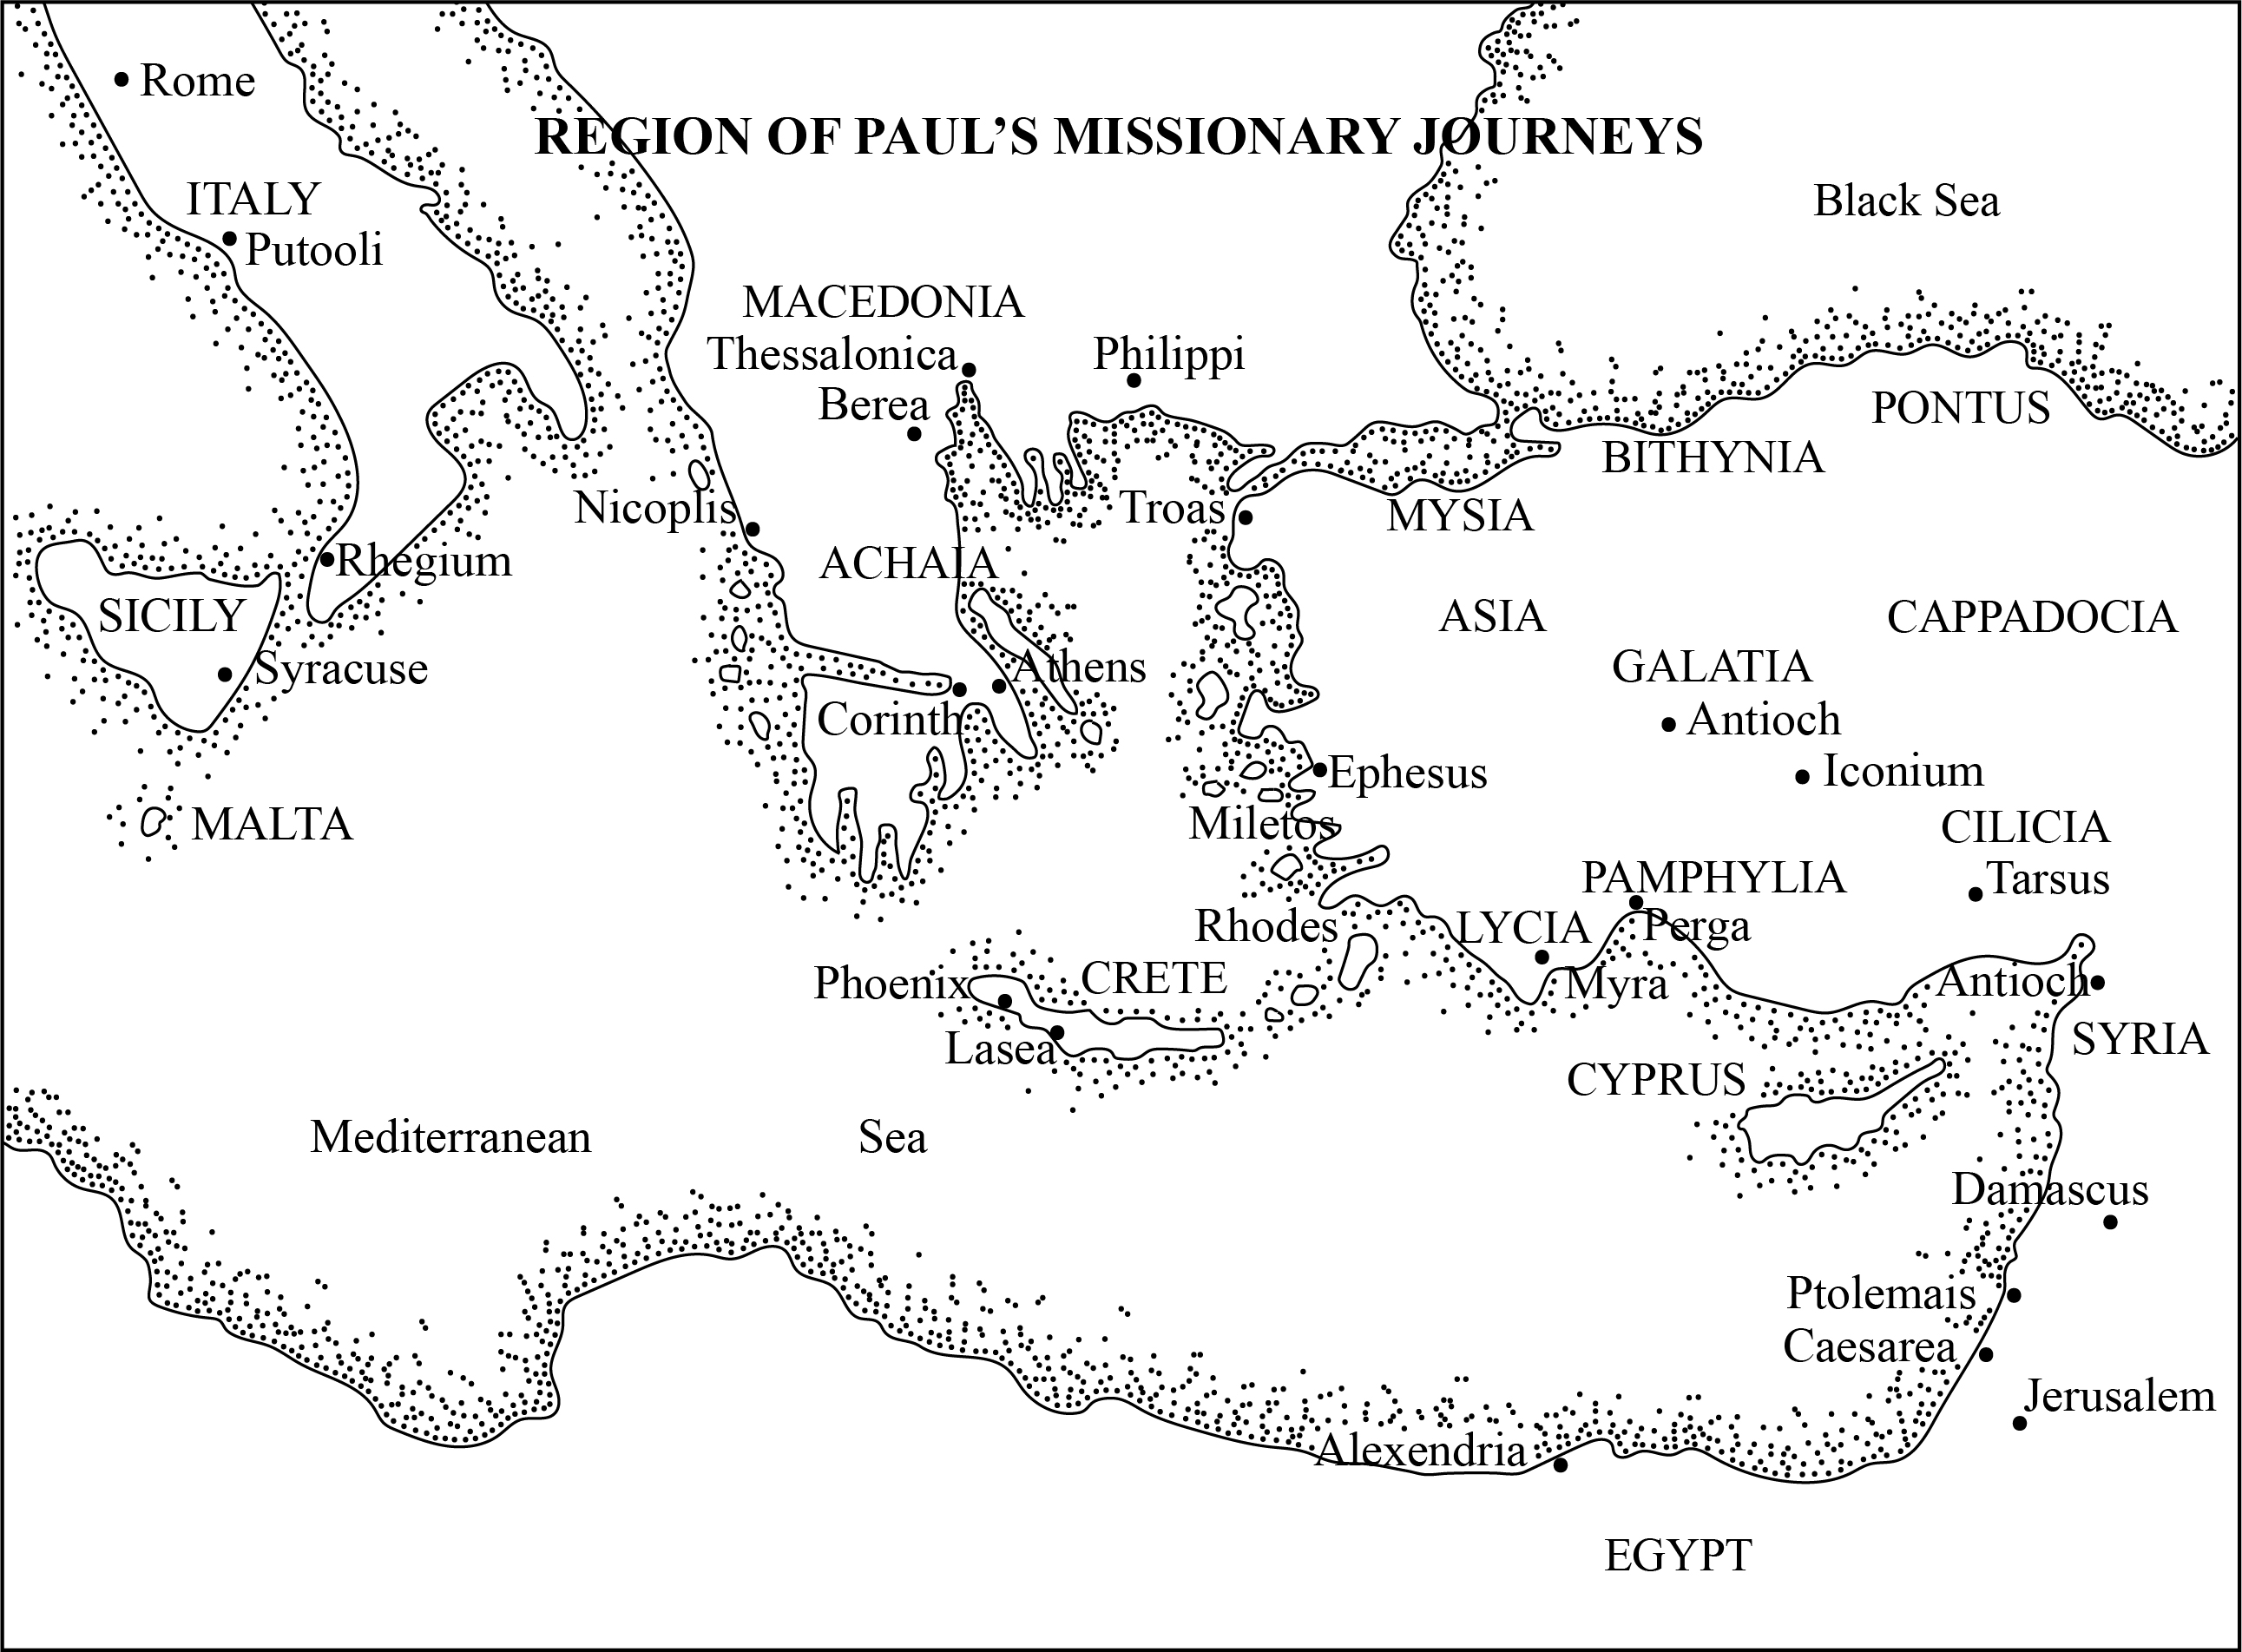 Rome
REGION OF PAUL’S MISSIONARY JOURNEYS
ITALY
Black Sea
Putooli
MACEDONIA
Thessalonica
Philippi
Berea
PONTUS
BITHYNIA
Nicoplis
Troas
MYSIA
Rhegium
ACHAIA
SICILY
ASIA
CAPPADOCIA
Syracuse
Athens
GALATIA
Corinth
Antioch
Ephesus
Iconium
MALTA
Miletos
CILICIA
PAMPHYLIA
Tarsus
Rhodes
LYCIA
Perga
Phoenix
CRETE
Myra
Antioch
Lasea
SYRIA
CYPRUS
Mediterranean Sea
Damascus
Ptolemais
Caesarea
Jerusalem
Alexendria
EGYPT